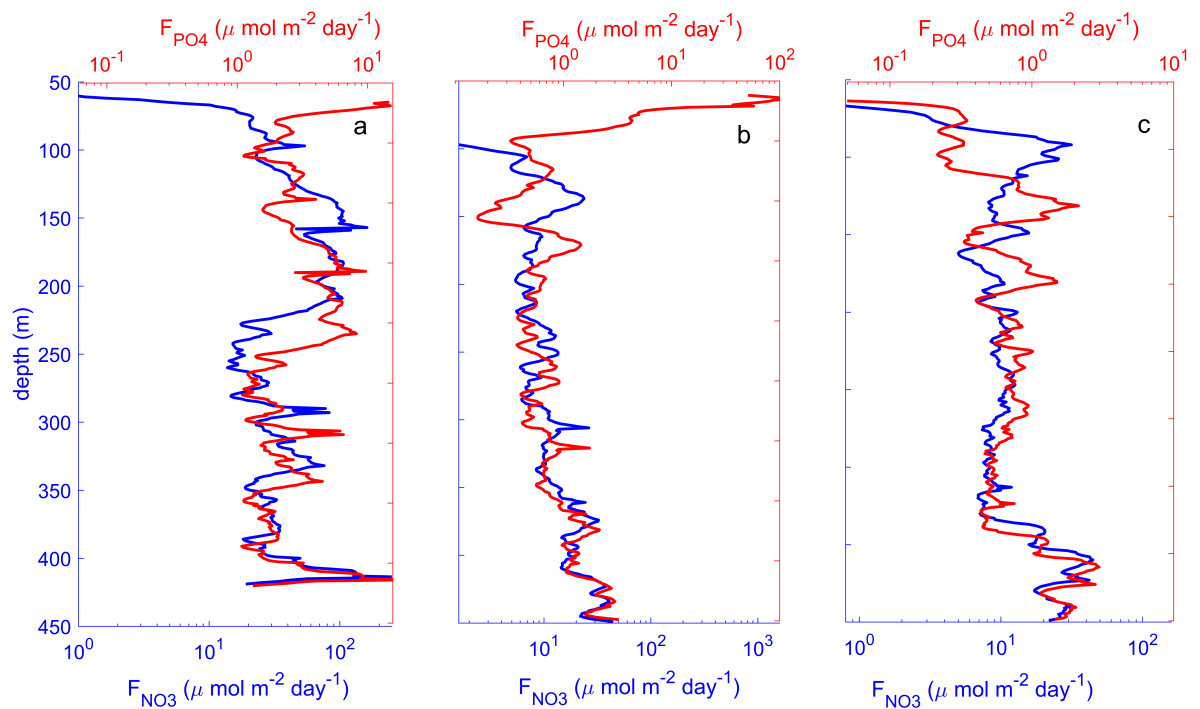 F_PO4 (μ mol m^-2 day^-1)
F_PO4 (μ mol m^-2 day^-1)
F_PO4 (μ mol m^-2 day^-1)
10^-1 10^0 10^1
10^0 10^1 10^2
10^-1 10^0 10^1
a
b
c
50
100
150
200
250
300
350
400
450
depth (m)
10^0 10^1 10^2
10^1 10^2 10^3
10^1 10^2
F_NO3 (μ mol m^-2 day^-1)
F_NO3 (μ mol m^-2 day^-1)
F_NO3 (μ mol m^-2 day^-1)